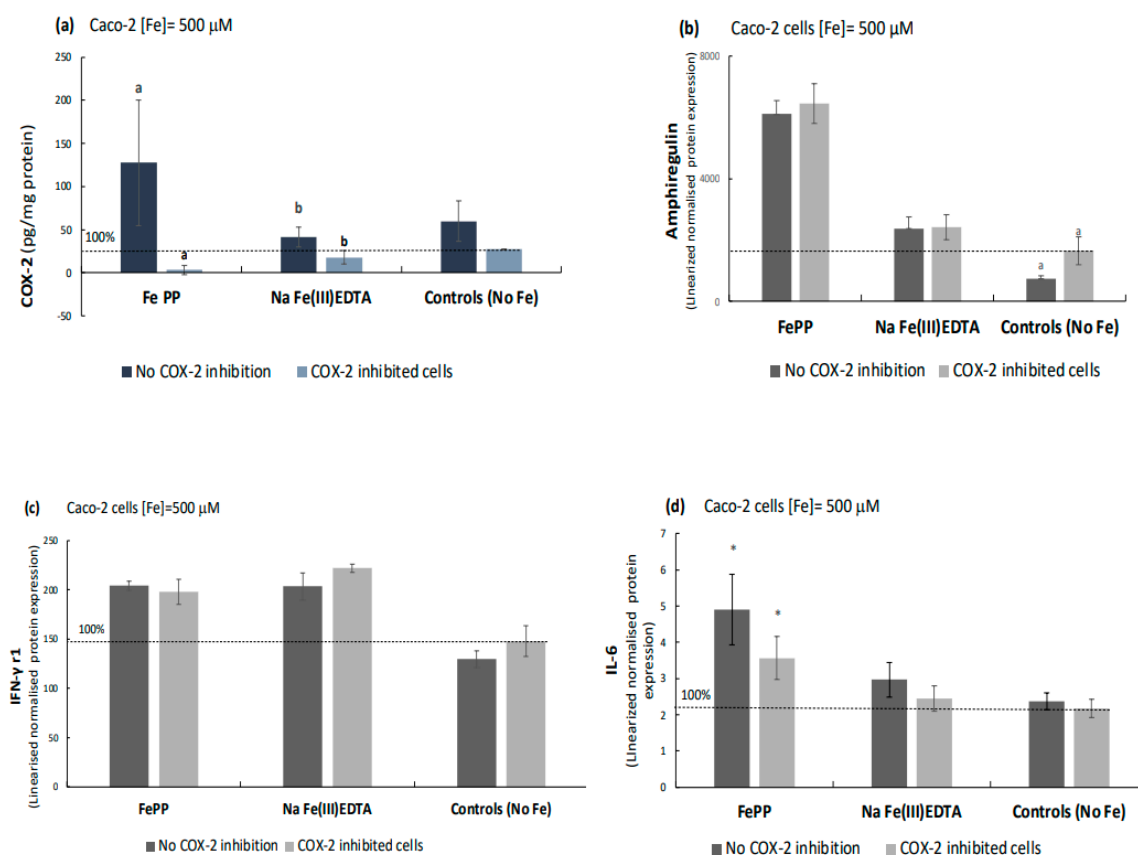 (a) Caco-2 [Fe]= 500 μM
COX-2 (pg/mg protein)
250
200
150
100
50
0
-50
100%
a
a
b
b
Fe PP
Na Fe(III)EDTA
Controls (No Fe)
No COX-2 inhibition
COX-2 inhibited cells
(b) Caco-2 cells [Fe]= 500 μM
Amphiregulin
(Unearized normalised protein expression)
8000
4000
0
a
a
FePP
Na Fe(III)EDTA
Controls (No Fe)
No COX-2 inhibition
COX-2 inhibited cells
(c) Caco-2 cells [Fe]=500 μM
IFN-γ r1
(Linearised normalised protein expression)
250
200
150
100
50
0
100%
FePP
Na Fe(III)EDTA
Controls (No Fe)
No COX-2 inhibition
COX-2 inhibited cells
(d) Caco-2 cells [Fe]= 500 μM
IL-6
(Llnearized normalised protein
expression)
7
6
5
4
3
2
1
0
100%
*
*
FePP
Na Fe(III)EDTA
Controls (No Fe)
No COX-2 inhibition
COX-2 inhibited cells